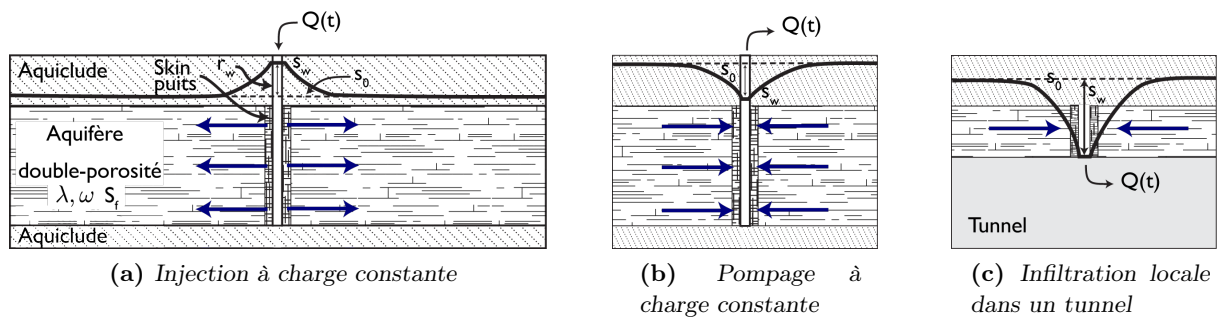 Q(t)
Aquiclude
Skin
puits
r_w
s_w
s_0
Aquifère
double-porosité
λ, ω S_f
Aquiclude
(a) Injection à charge constante
Q(t)
s_0
s_w
(b) Pompage à
charge constante
s_0
s_w
Q(t)
Tunnel
(c) Infiltration locale
dans un tunnel